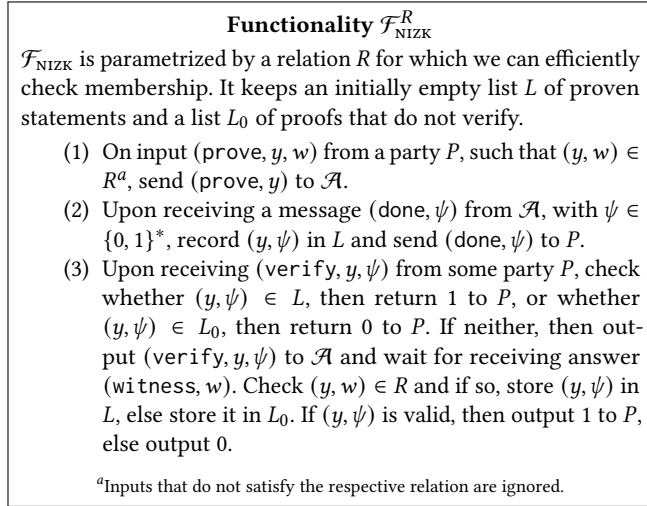 Functionality ℱ_NIZK^R
ℱ_NIZK is parametrized by a relation R for which we can efficiently
check membership. It keeps an initially empty list L of proven
statements and a list L₀ of proofs that do not verify.
(1) On input (prove, y, w) from a party P, such that (y, w) ∈
R^a, send (prove, y) to 𝒜.
(2) Upon receiving a message (done, ψ) from 𝒜, with ψ ∈
{0, 1}*, record (y, ψ) in L and send (done, ψ) to P.
(3) Upon receiving (verify, y, ψ) from some party P, check
whether (y, ψ) ∈ L, then return 1 to P, or whether
(y, ψ) ∈ L₀, then return 0 to P. If neither, then out-
put (verify, y, ψ) to 𝒜 and wait for receiving answer
(witness, w). Check (y, w) ∈ R and if so, store (y, ψ) in
L, else store it in L₀. If (y, ψ) is valid, then output 1 to P,
else output 0.
^a Inputs that do not satisfy the respective relation are ignored.